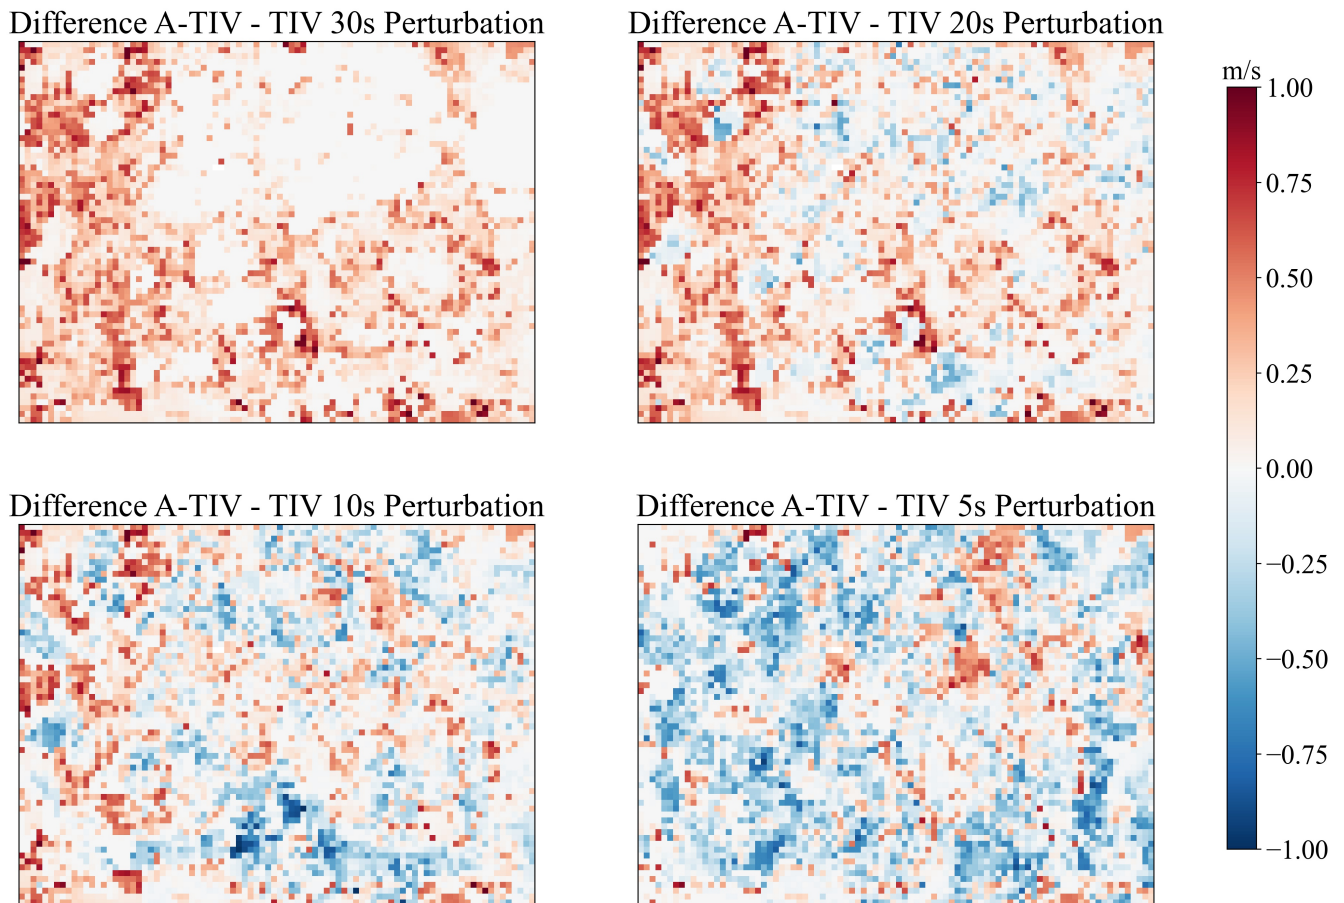 Difference A-TIV - TIV 30s Perturbation
Difference A-TIV - TIV 20s Perturbation
m/s
1.00
0.75
0.50
0.25
0.00
−0.25
−0.50
−0.75
−1.00
Difference A-TIV - TIV 10s Perturbation
Difference A-TIV - TIV 5s Perturbation